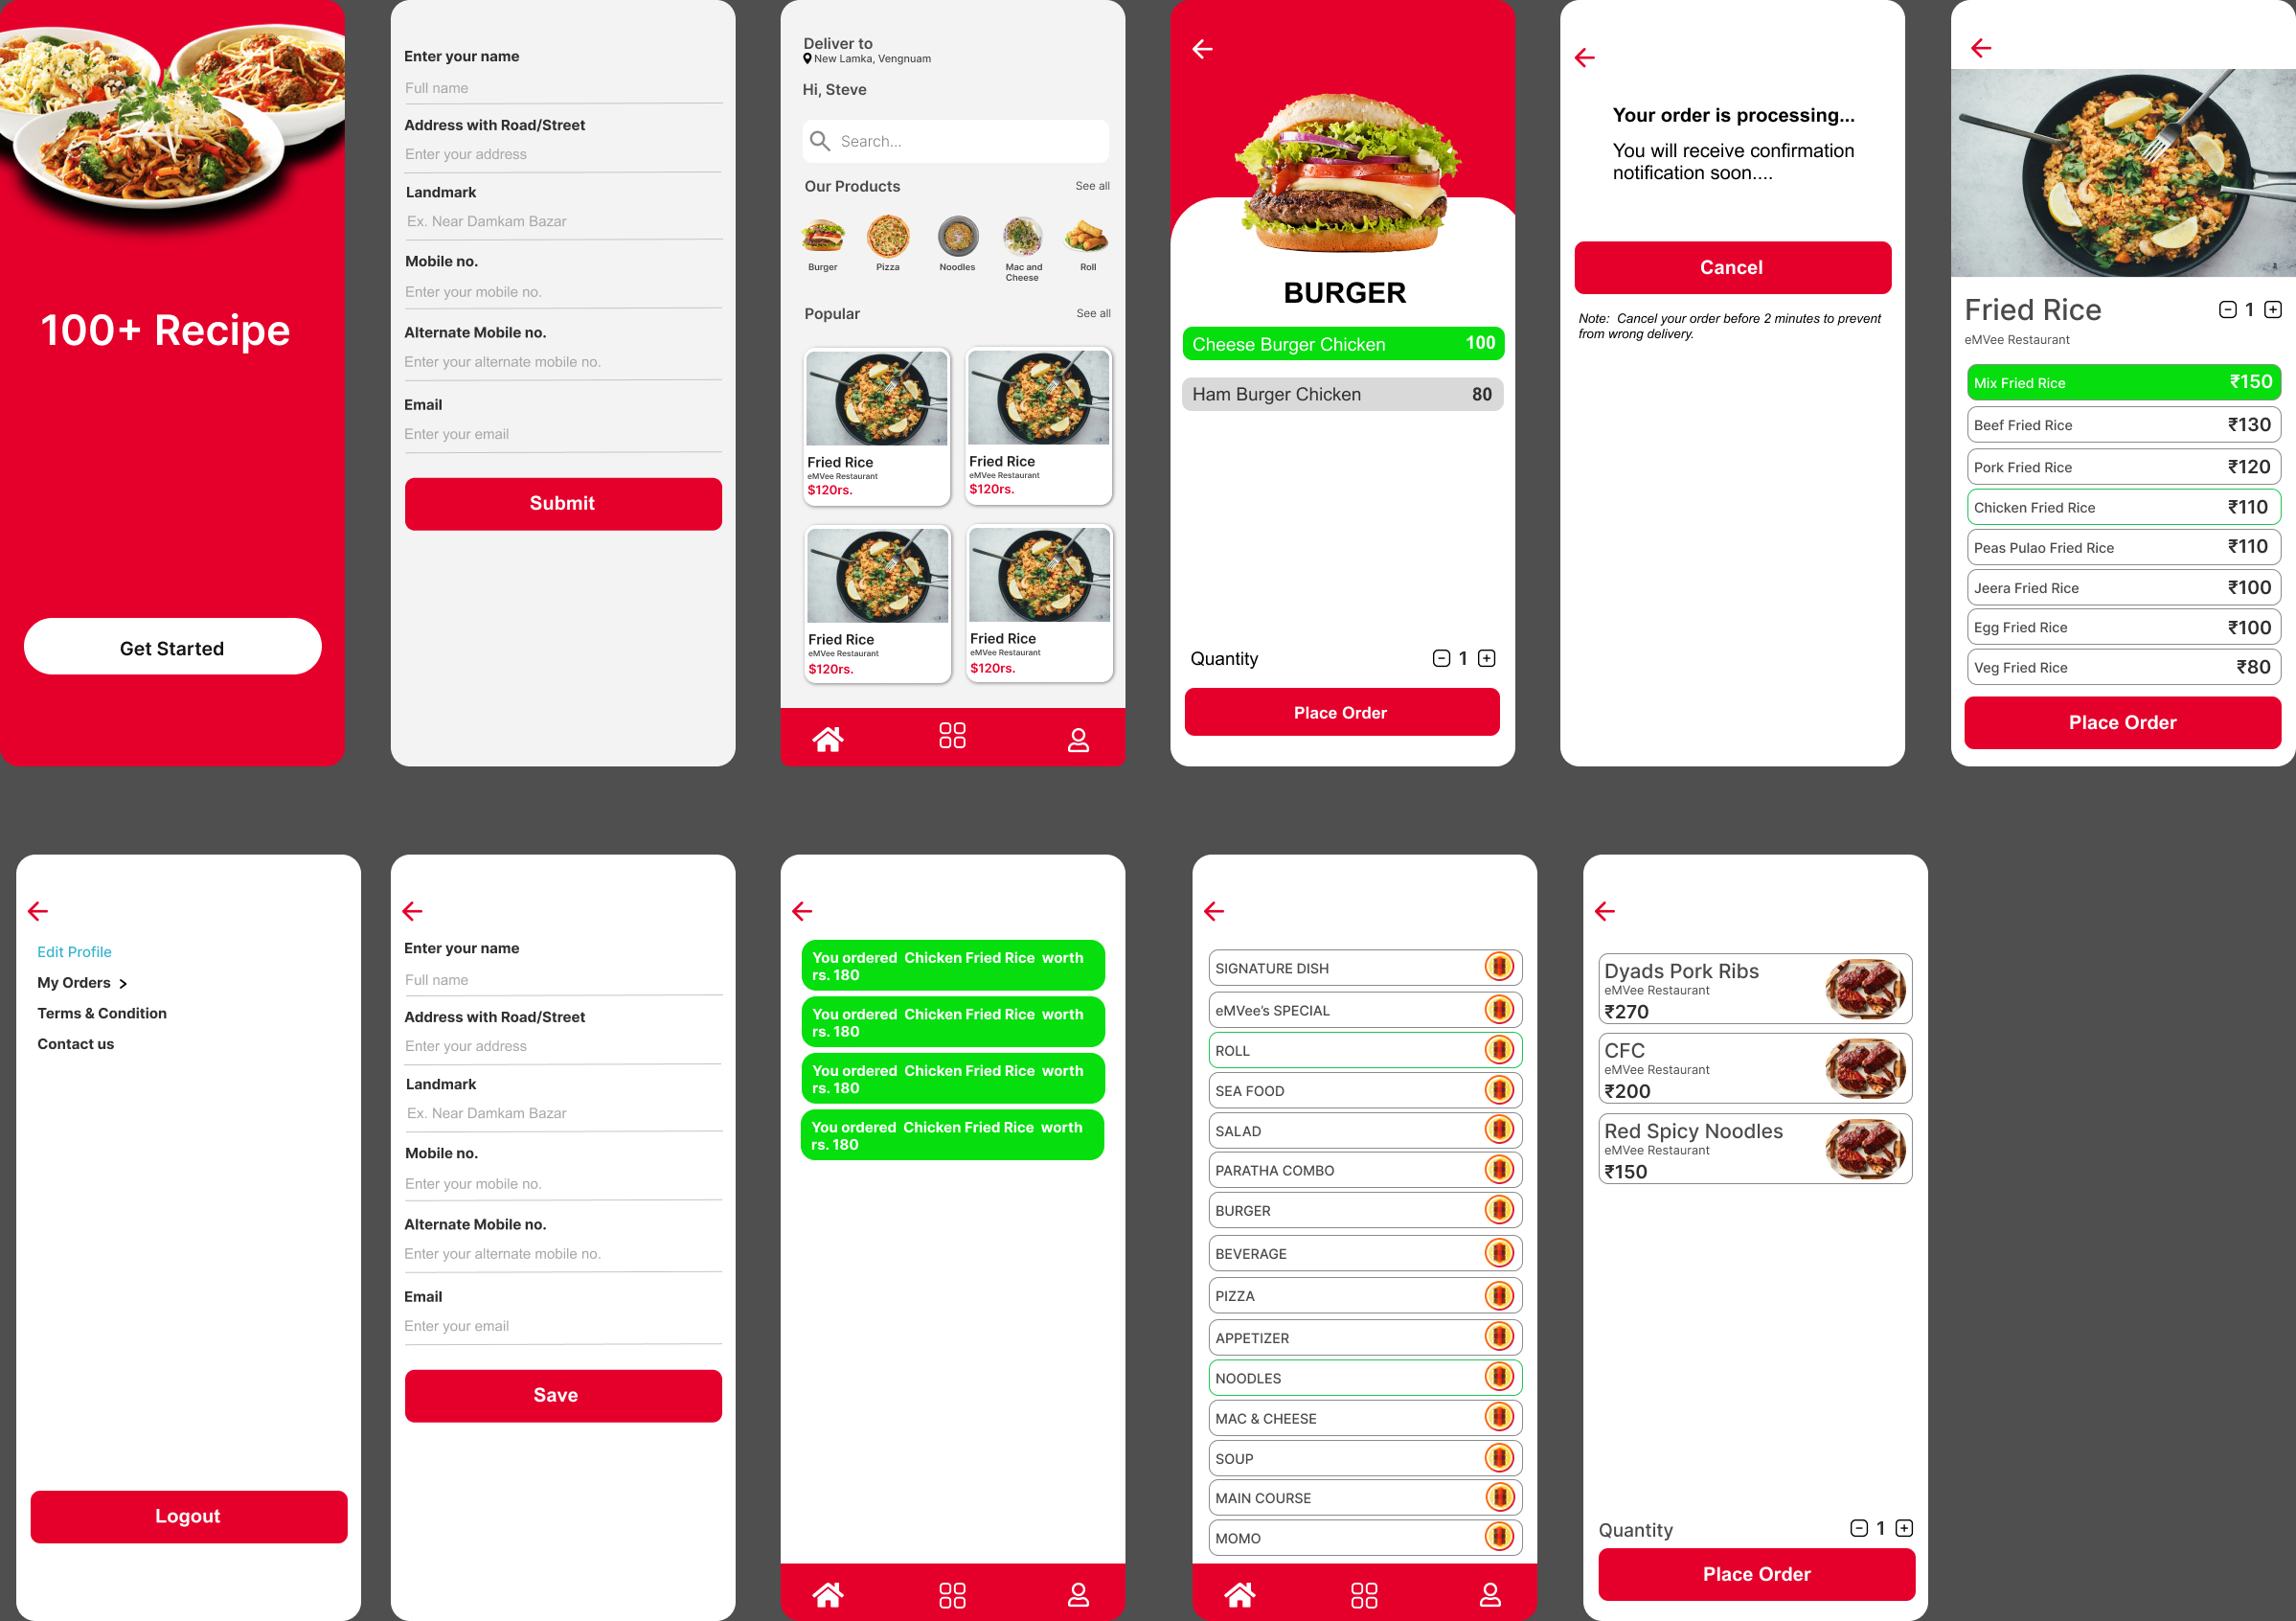 100+ Recipe
Get Started
Enter your name
Full name
Address with Road/Street
Enter your address
Landmark
Ex. Near Damkam Bazar
Mobile no.
Enter your mobile no.
Alternate Mobile no.
Enter your alternate mobile no.
Email
Enter your email
Submit
Deliver to
New Lamka, Vengnuam
Hi, Steve
Search...
Our Products
See all
Burger
Pizza
Noodles
Mac and
Cheese
Roll
Popular
See all
Fried Rice
eMVee Restaurant
$120rs.
Fried Rice
eMVee Restaurant
$120rs.
Fried Rice
eMVee Restaurant
$120rs.
Fried Rice
eMVee Restaurant
$120rs.
BURGER
Cheese Burger Chicken 100
Ham Burger Chicken 80
Quantity 1
Place Order
Your order is processing...
You will receive confirmation
notification soon....
Cancel
Note: Cancel your order before 2 minutes to prevent
from wrong delivery.
Fried Rice 1
eMVee Restaurant
Mix Fried Rice ₹150
Beef Fried Rice ₹130
Pork Fried Rice ₹120
Chicken Fried Rice ₹110
Peas Pulao Fried Rice ₹110
Jeera Fried Rice ₹100
Egg Fried Rice ₹100
Veg Fried Rice ₹80
Place Order
Edit Profile
My Orders >
Terms & Condition
Contact us
Logout
Enter your name
Full name
Address with Road/Street
Enter your address
Landmark
Ex. Near Damkam Bazar
Mobile no.
Enter your mobile no.
Alternate Mobile no.
Enter your alternate mobile no.
Email
Enter your email
Save
You ordered Chicken Fried Rice worth
rs. 180
You ordered Chicken Fried Rice worth
rs. 180
You ordered Chicken Fried Rice worth
rs. 180
You ordered Chicken Fried Rice worth
rs. 180
SIGNATURE DISH
eMVee's SPECIAL
ROLL
SEA FOOD
SALAD
PARATHA COMBO
BURGER
BEVERAGE
PIZZA
APPETIZER
NOODLES
MAC & CHEESE
SOUP
MAIN COURSE
MOMO
Dyads Pork Ribs
eMVee Restaurant
₹270
CFC
eMVee Restaurant
₹200
Red Spicy Noodles
eMVee Restaurant
₹150
Quantity 1
Place Order